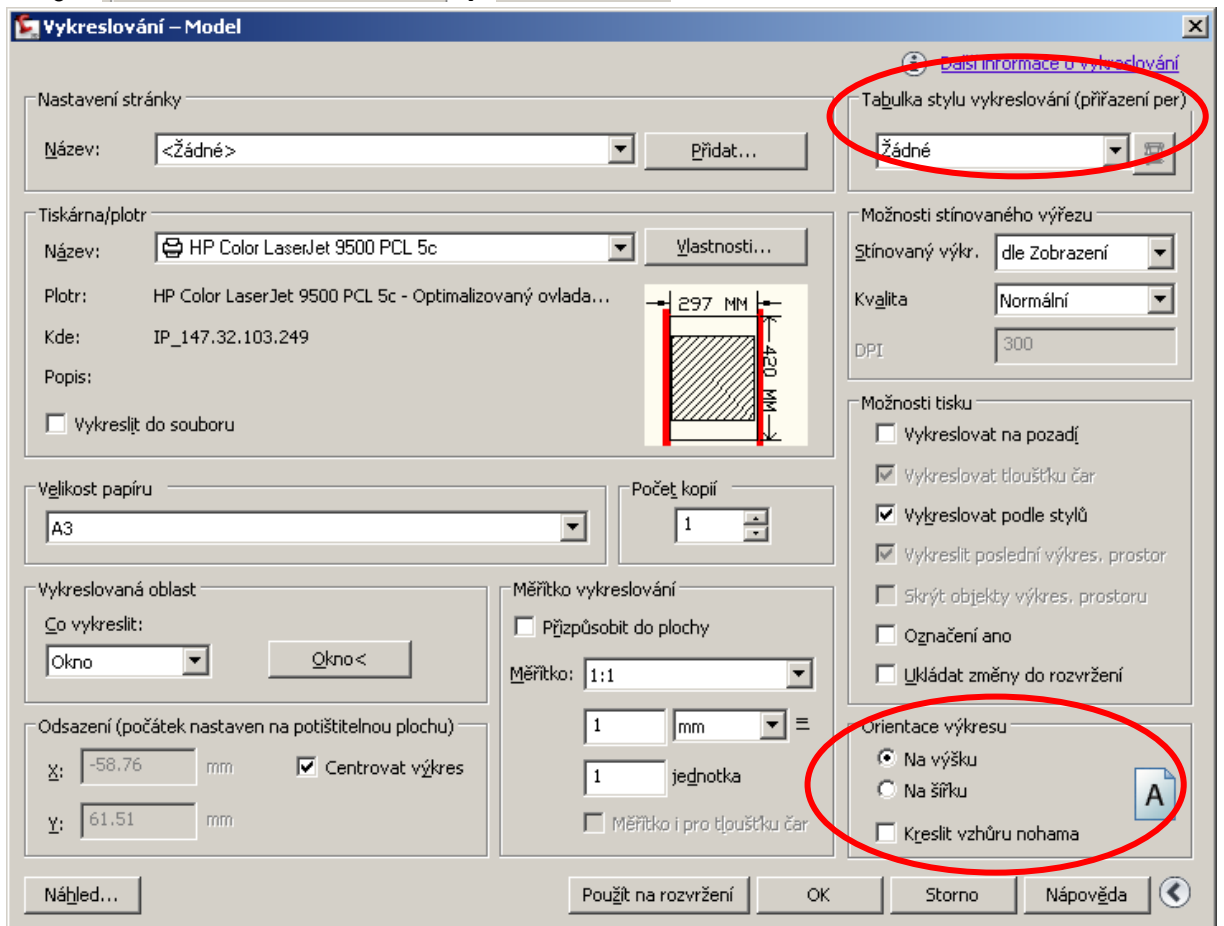 Vykreslování – Model
Další informace o vykreslování
Nastavení stránky
Název: <Žádné> Přidat...
Tabulka stylu vykreslování (přiřazení per)
Žádné
Tiskárna/plotr
Název: HP Color LaserJet 9500 PCL 5c Vlastnosti...
Plotr: HP Color LaserJet 9500 PCL 5c - Optimalizovaný ovlada...
Kde: IP_147.32.103.249
Popis:
Vykreslit do souboru
297 MM
420 MM
Možnosti stínovaného výřezu
Stínovaný výkr. dle Zobrazení
Kvalita Normální
DPI 300
Velikost papíru
A3
Počet kopií
1
Možnosti tisku
Vykreslovat na pozadí
Vykreslovat tloušťku čar
Vykreslovat podle stylů
Vykreslit poslední výkres. prostor
Skrýt objekty výkres. prostoru
Označení ano
Ukládat změny do rozvržení
Vykreslovaná oblast
Co vykreslit:
Okno Okno<
Měřítko vykreslování
Přizpůsobit do plochy
Měřítko: 1:1
1 mm =
1 jednotka
Měřítko i pro tloušťku čar
Odsazení (počátek nastaven na potištitelnou plochu)
X: -58.76 mm Centrovat výkres
Y: 61.51 mm
Orientace výkresu
Na výšku
Na šířku
Kreslit vzhůru nohama
A
Náhled... Použít na rozvržení OK Storno Nápověda